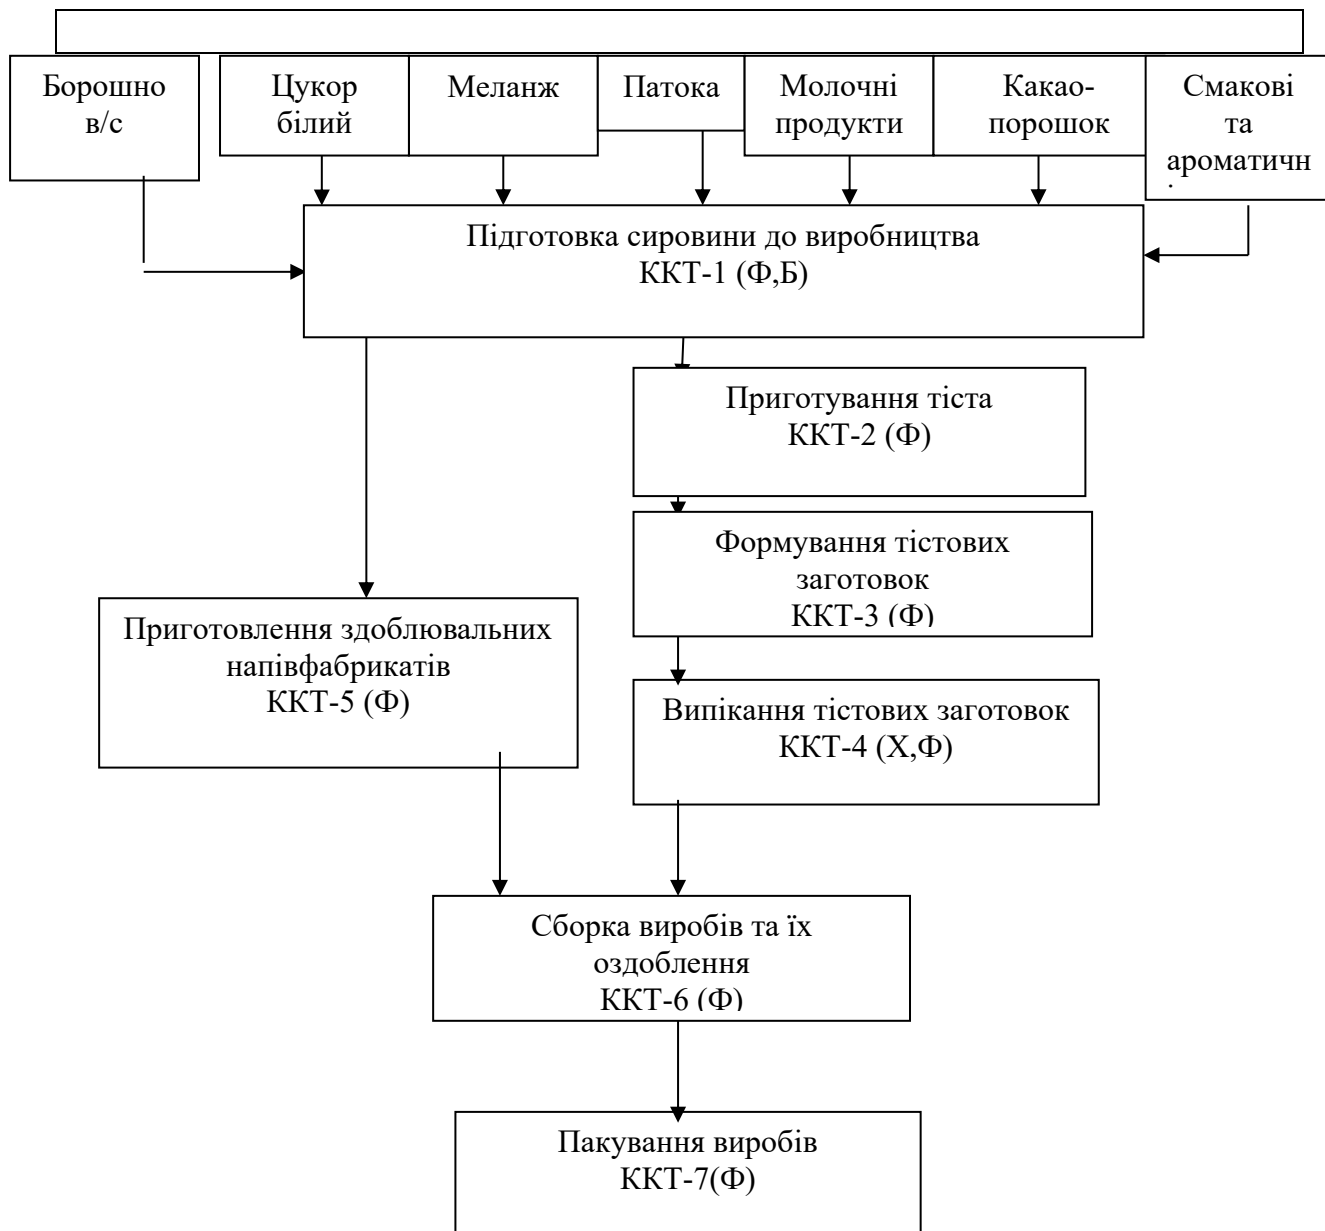 Борошно
в/с
Цукор
білий
Меланж
Патока
Молочні
продукти
Какао-
порошок
Смакові
та
ароматичн
Підготовка сировини до виробництва
ККТ-1 (Ф,Б)
Приготування тіста
ККТ-2 (Ф)
Формування тістових
заготовок
ККТ-3 (Ф)
Приготовлення здоблювальних
напівфабрикатів
ККТ-5 (Ф)
Випікання тістових заготовок
ККТ-4 (Х,Ф)
Сборка виробів та їх
оздоблення
ККТ-6 (Ф)
Пакування виробів
ККТ-7(Ф)